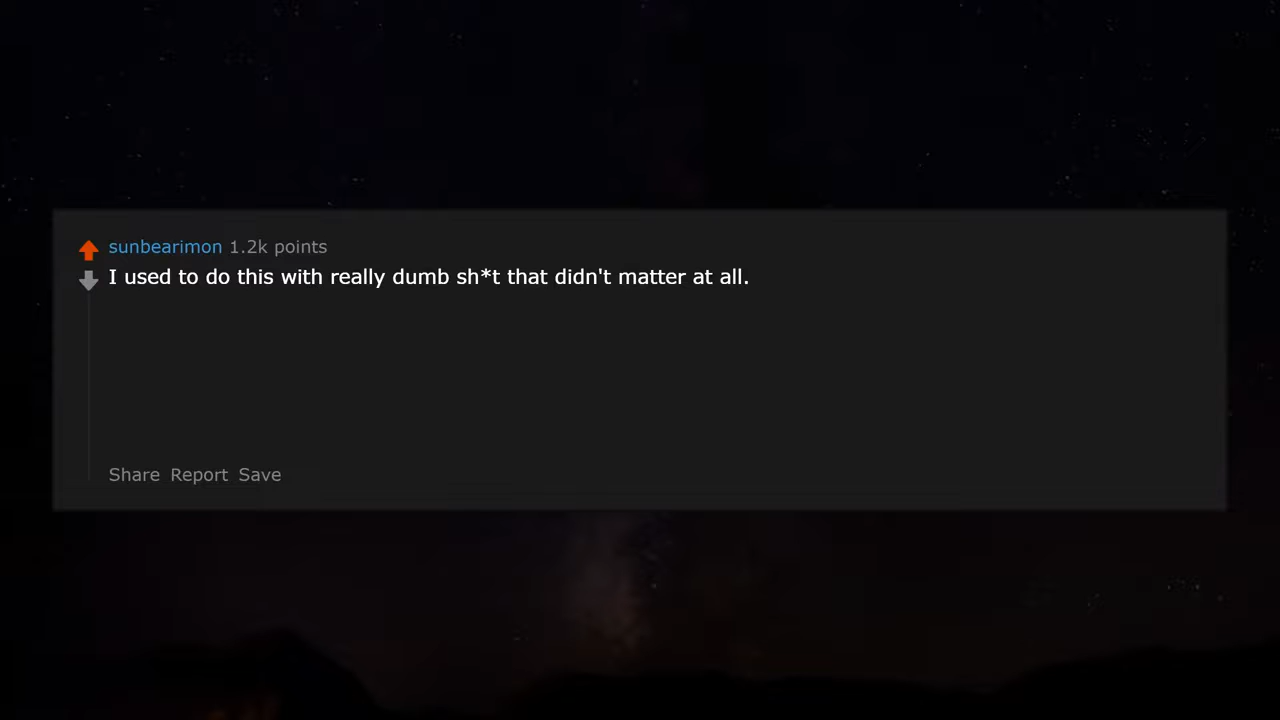 sunbearimon 1.2k points
I used to do this with really dumb sh*t that didn't matter at all.
Share Report Save